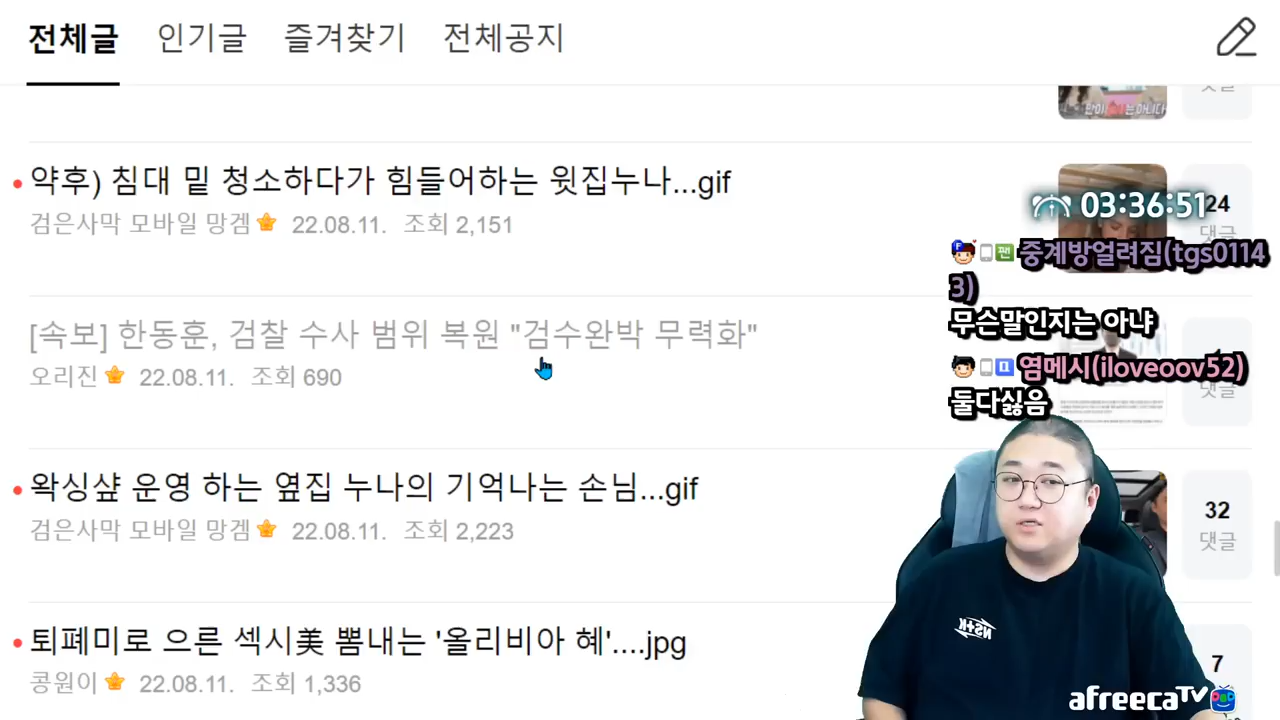 전체글 인기글 즐겨찾기 전체공지
댓글
약후) 침대 밑 청소하다가 힘들어하는 윗집누나...gif
검은사막 모바일 망겜 22.08.11. 조회 2,151
24
댓글
03:36:51
중계방얼려짐(tgs0114
3)
무슨말인지는 아냐
[속보] 한동훈, 검찰 수사 범위 복원 "검수완박 무력화"
오리진 22.08.11. 조회 690
댓글
염메시(iloveoov52)
둘다싫음
왁싱샾 운영 하는 옆집 누나의 기억나는 손님...gif
검은사막 모바일 망겜 22.08.11. 조회 2,223
32
댓글
퇴폐미로 으른 섹시美 뽐내는 '올리비아 혜'....jpg
콩원이 22.08.11. 조회 1,336
7
afreecaTV